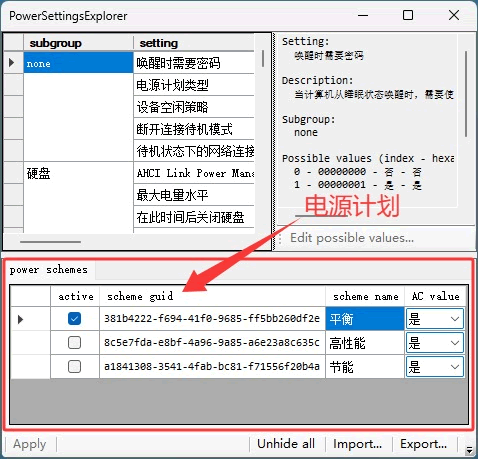 PowerSettingsExplorer
subgroup setting
none 唤醒时需要密码
电源计划类型
设备空闲策略
断开连接待机模式
待机状态下的网络连接
硬盘 AHCI Link Power Mana
最大电量水平
在此时间后关闭硬盘
Setting:
唤醒时需要密码
Description:
当计算机从睡眠状态唤醒时，需要使
Subgroup:
none
Possible values (index - hexa
0 - 00000000 - 否 - 否
1 - 00000001 - 是 - 是
电源计划
Edit possible values...
power schemes
active scheme guid scheme name AC value
381b4222-f694-41f0-9685-ff5bb260df2e 平衡 是
8c5e7fda-e8bf-4a96-9a85-a6e23a8c635c 高性能 是
a1841308-3541-4fab-bc81-f71556f20b4a 节能 是
Apply Unhide all Import... Export...